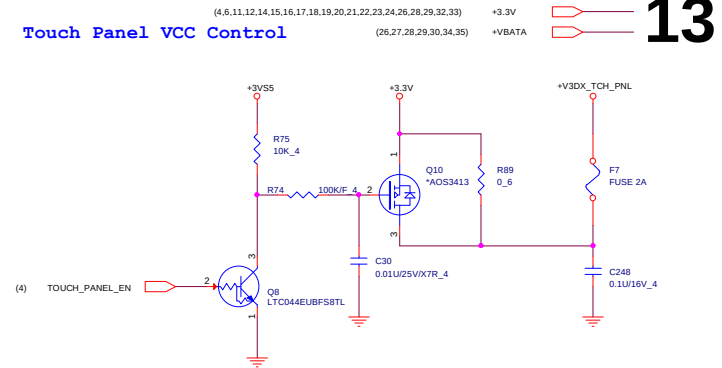 (4,6,11,12,14,15,16,17,18,19,20,21,22,23,24,26,28,29,32,33) +3.3V
13
Touch Panel VCC Control (26,27,28,29,30,34,35) +VBATA
+3VS5 +3.3V +V3DX_TCH_PNL
R75
10K_4
1
Q10
*AOS3413
R89
0_6
F7
FUSE 2A
R74 100K/F_4 2
3
3
C30
0.01U/25V/X7R_4
C248
0.1U/16V_4
(4) TOUCH_PANEL_EN 2
Q8
LTC044EUBFS8TL
1